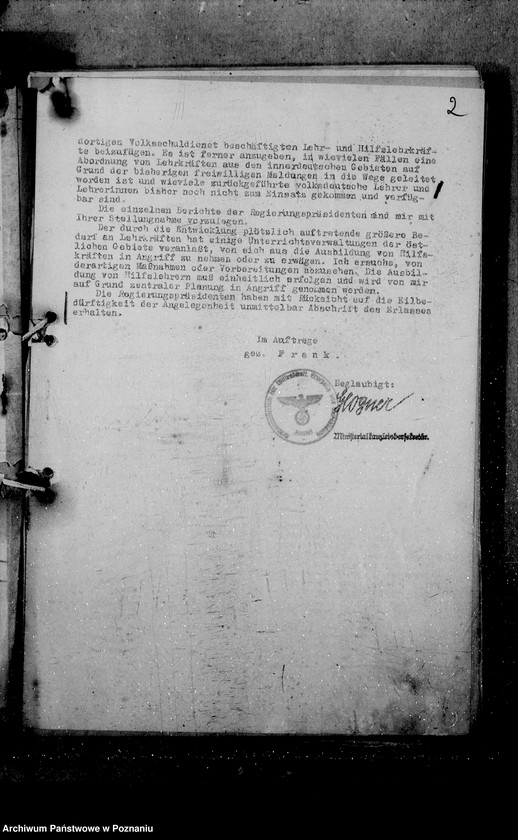 2
dortigen Volksschuldienst beschäftigten Lehr- und Hilfslehrkräf-
te beizufügen. Es ist ferner anzugeben, in wievielen Fällen eine
Abordnung von Lehrkräften aus den innerdeutschen Gebieten auf
Grund der bisherigen freiwilligen Meldungen in die Wege geleitet
worden ist und wieviele zurückgeführte volksdeutsche Lehrer und
Lehrerinnen bisher noch nicht zum Einsatz gekommen und verfüg-
bar sind.
Die einzelnen Berichte der Regierungspräsidenten sind mir mit
Ihrer Stellungnahme vorzulegen.
Der durch die Entwicklung plötzlich auftretende größere Be-
darf an Lehrkräften hat einige Unterrichtsverwaltungen der öst-
lichen Gebiete veranlaßt, von sich aus die Ausbildung von Hilfs-
kräften in Angriff zu nehmen oder zu erwägen. Ich ersuche, von
derartigen Maßnahmen oder Vorbereitungen abzusehen. Die Ausbil-
dung von Hilfslehrern muß einheitlich erfolgen und wird von mir
auf Grund zentraler Planung in Angriff genommen werden.
Die Regierungspräsidenten haben mit Rücksicht auf die Eilbe-
dürftigkeit der Angelegenheit unmittelbar Abschrift des Erlasses
erhalten.
Im Auftrage
gez. Frank.
Beglaubigt:
Ministerialkanzleiobersekretär.
Archiwum Państwowe w Poznaniu